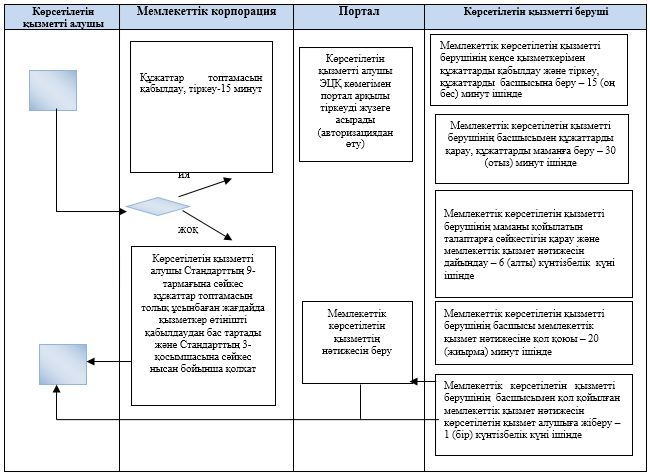 Көрсетілетін
қызметті алушы
Мемлекеттік корпорация
Портал
Көрсетілетін қызметті беруші
Құжаттар топтамасын
қабылдау, тіркеу-15 минут
ия
жоқ
Көрсетілетін қызметті
алушы Стандарттың 9-
тармағына сәйкес
құжаттар топтамасын
толық ұсынбаған жағдайда
қызметкер өтінішті
қабылдаудан бас тартады
және Стандарттың 3-
қосымшасына сәйкес
нысан бойынша қолхат
Көрсетілетін
қызметті алушы
ЭЦҚ көмегімен
портал арқылы
тіркеуді жүзеге
асырады
(авторизациядан
өту)
Мемлекеттік
көрсетілетін
қызметтің
нәтижесін беру
Мемлекеттік көрсетілетін қызметті
берушінің кеңсе қызметкерімен
құжаттарды қабылдау және тіркеу,
құжаттарды басшысына беру – 15 (он
бес) минут ішінде
Мемлекеттік көрсетілетін қызметті
берушінің басшысымен құжаттарды
қарау, құжаттарды маманға беру – 30
(отыз) минут ішінде
Мемлекеттік көрсетілетін қызметті
берушінің маманы қойылатын
талаптарға сәйкестігін қарау және
мемлекеттік қызмет нәтижесін
дайындау – 6 (алты) күнтізбелік күні
ішінде
Мемлекеттік көрсетілетін қызметті
берушінің басшысы мемлекеттік
қызмет нәтижесіне қол қоюы – 20
(жиырма) минут ішінде
Мемлекеттік көрсетілетін қызметті
берушінің басшысымен қол қойылған
мемлекеттік қызмет нәтижесін
көрсетілетін қызмет алушыға жіберу –
1 (бір) күнтізбелік күні ішінде